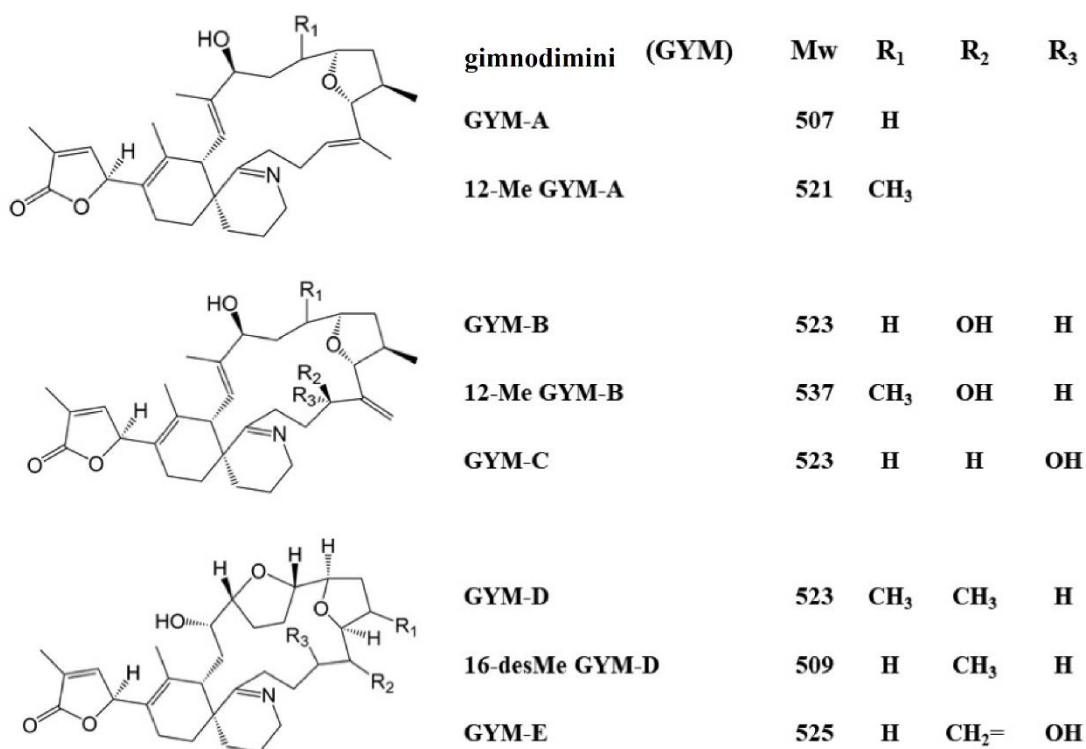 gimnodimini (GYM) Mw R₁ R₂ R₃
HO R₁ O H O O N
GYM-A 507 H
12-Me GYM-A 521 CH₃
HO R₁ O R₂ R₃ H O O N
GYM-B 523 H OH H
12-Me GYM-B 537 CH₃ OH H
GYM-C 523 H H OH
H O H H O H HO R₃ R₁ R₂ H O O N
GYM-D 523 CH₃ CH₃ H
16-desMe GYM-D 509 H CH₃ H
GYM-E 525 H CH₂= OH